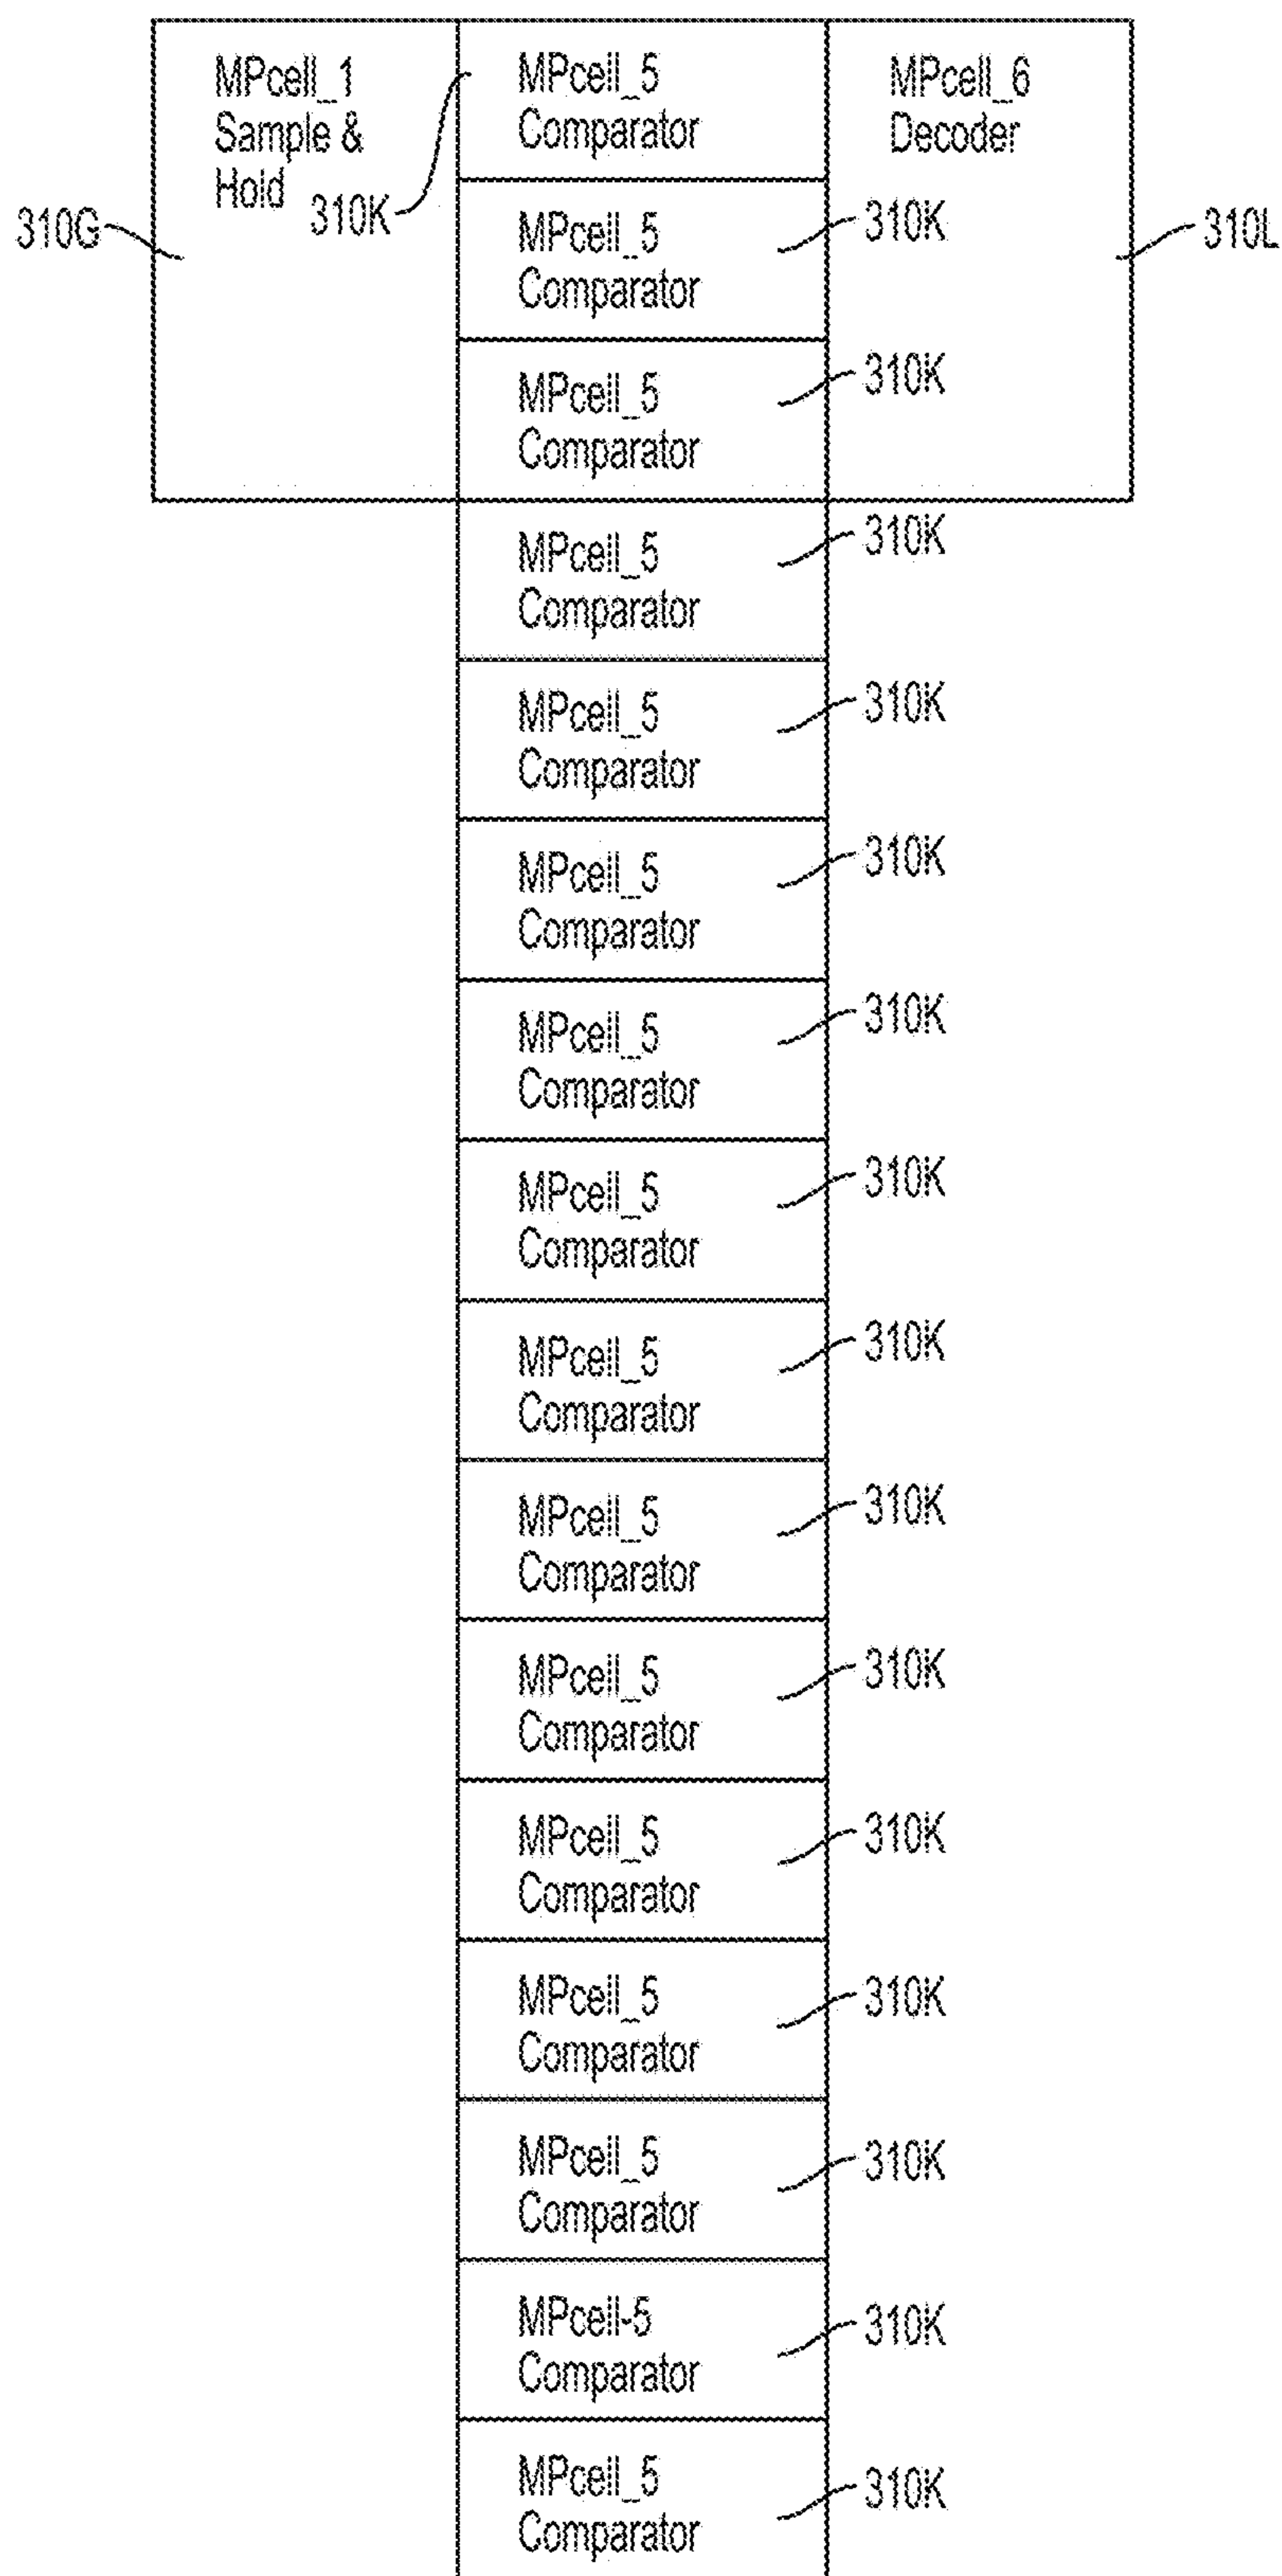 MPcell_1
Sample &
Hold
310G
310K
MPcell_5
Comparator
MPcell_6
Decoder
310L
MPcell_5
Comparator
310K
MPcell_5
Comparator
310K
MPcell_5
Comparator
310K
MPcell_5
Comparator
310K
MPcell_5
Comparator
310K
MPcell_5
Comparator
310K
MPcell_5
Comparator
310K
MPcell_5
Comparator
310K
MPcell_5
Comparator
310K
MPcell_5
Comparator
310K
MPcell_5
Comparator
310K
MPcell_5
Comparator
310K
MPcell_5
Comparator
310K
MPcell-5
Comparator
310K
MPcell_5
Comparator
310K